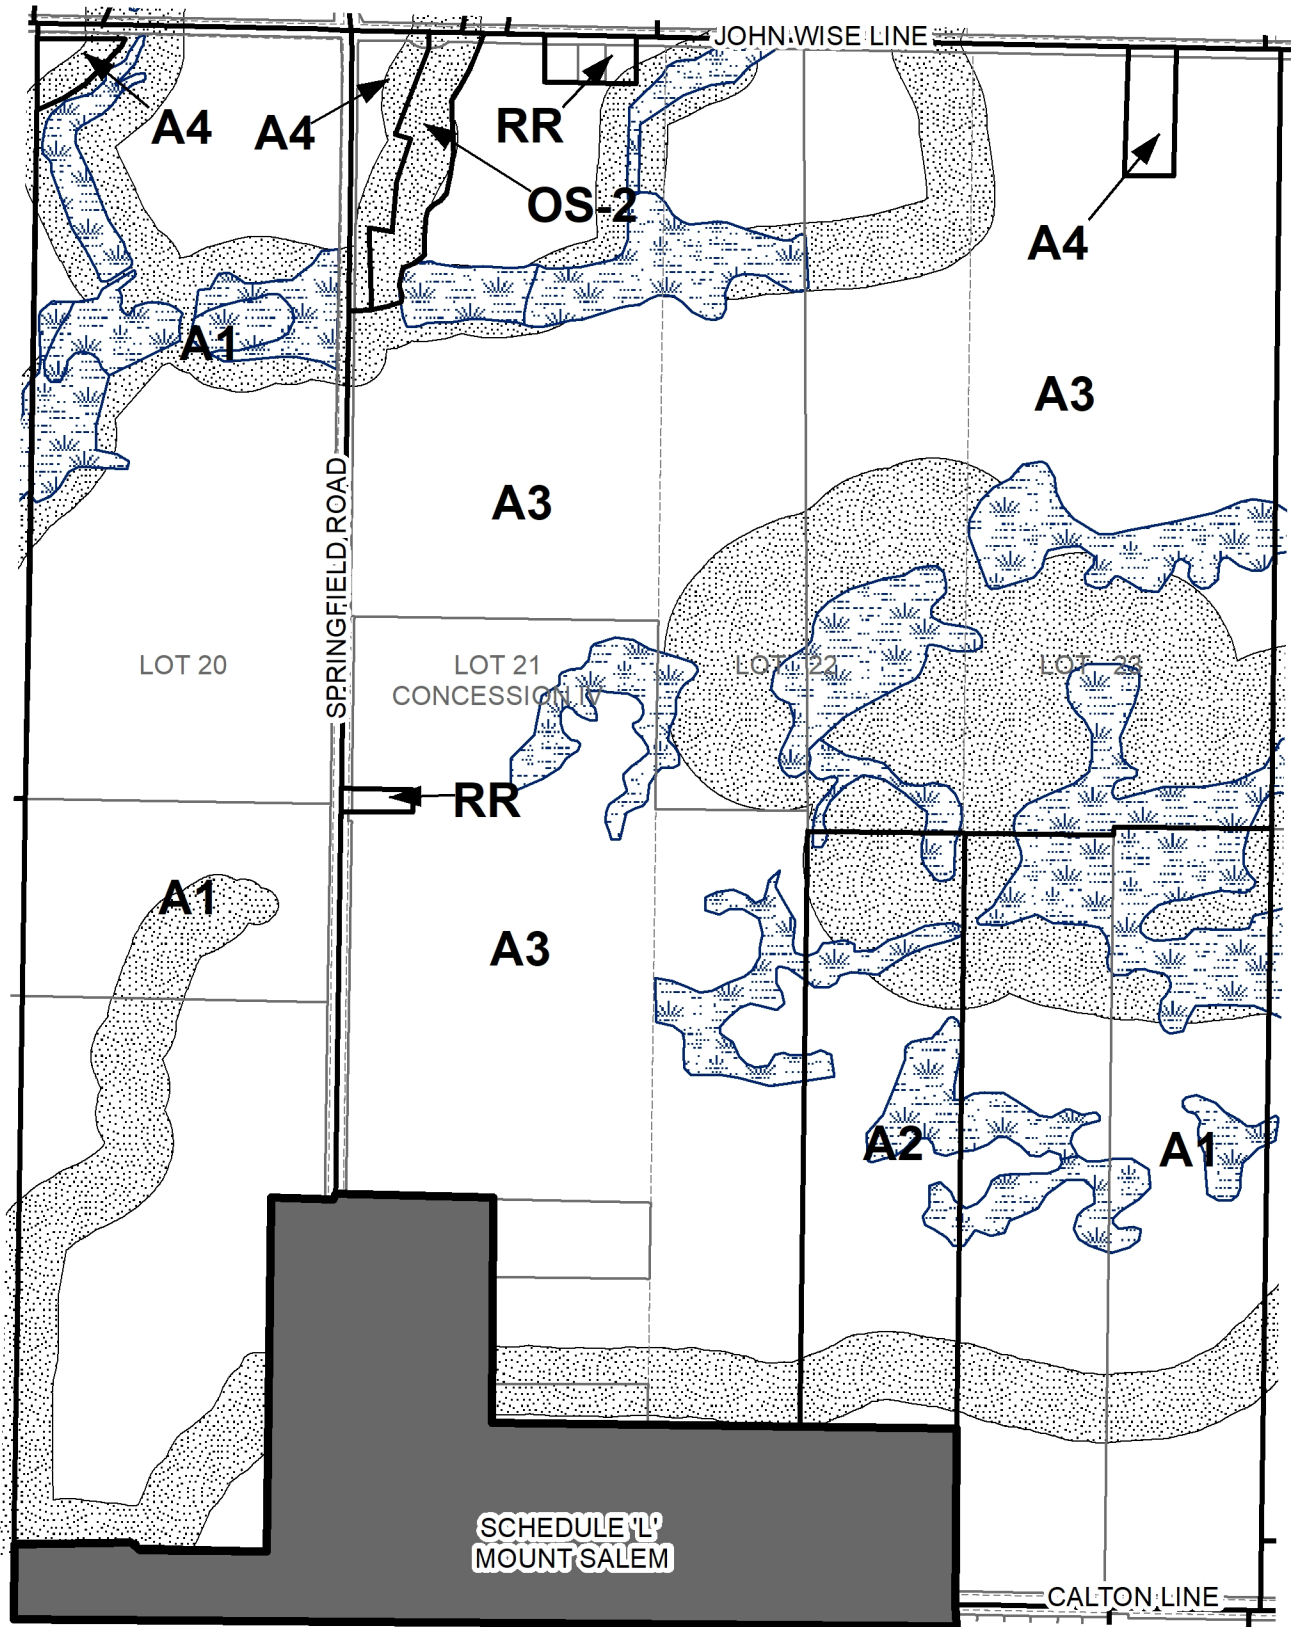 JOHN WISE LINE
A4
A4
RR
OS-2
A4
A1
A3
A3
SPRINGFIELD ROAD
LOT 20
LOT 21
CONCESSION IV
LOT 22
LOT 23
RR
A1
A3
A2
A1
SCHEDULE 'L'
MOUNT SALEM
CALTON LINE